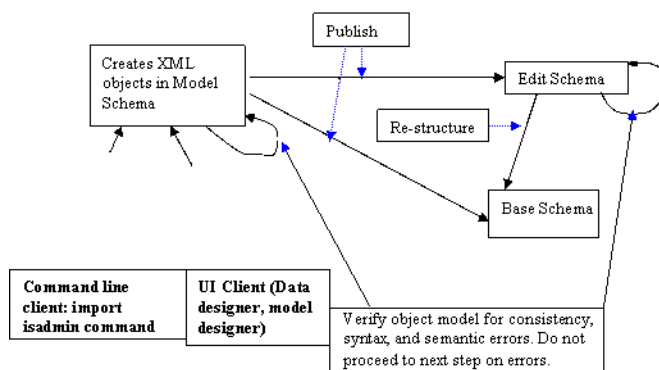 Publish
Creates XML
objects in Model
Schema
Edit Schema
Re-structure
Base Schema
Command line
client: import
isadmin command
UI Client (Data
designer, model
designer)
Verify object model for consistency,
syntax, and semantic errors. Do not
proceed to next step on errors.